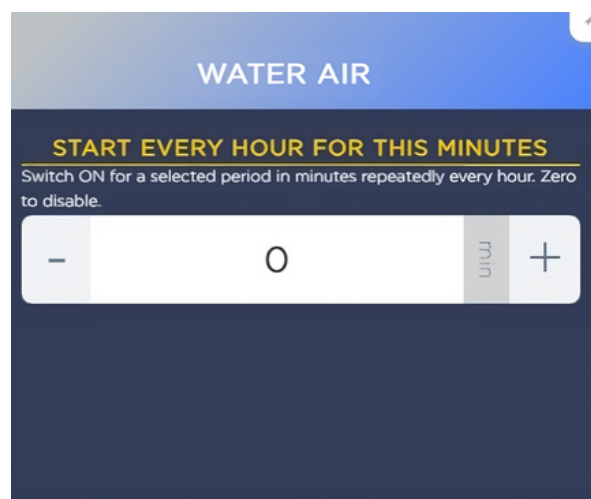 WATER AIR
START EVERY HOUR FOR THIS MINUTES
Switch ON for a selected period in minutes repeatedly every hour. Zero
to disable.
- 0 min +